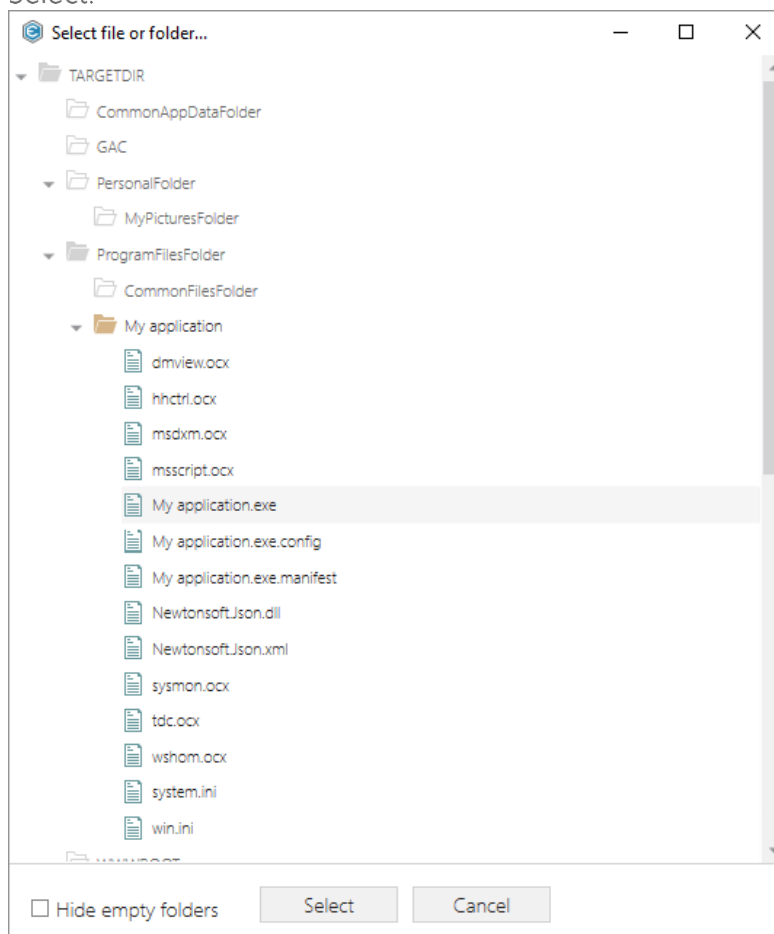 Select:
Select file or folder...
TARGETDIR
CommonAppDataFolder
GAC
PersonalFolder
MyPicturesFolder
ProgramFilesFolder
CommonFilesFolder
My application
dmview.ocx
hhctrl.ocx
msdxm.ocx
msscript.ocx
My application.exe
My application.exe.config
My application.exe.manifest
Newtonsoft.Json.dll
Newtonsoft.Json.xml
sysmon.ocx
tdc.ocx
wshom.ocx
system.ini
win.ini
Hide empty folders
Select
Cancel